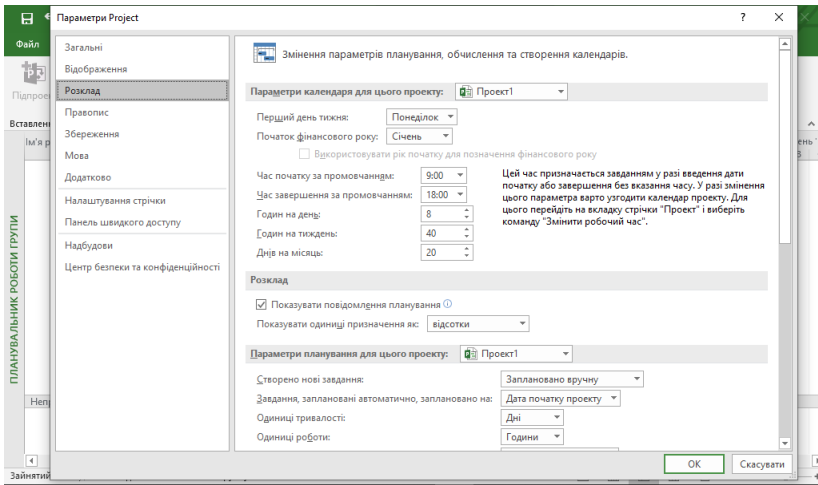 Параметри Project
?
Файл
Загальні
Відображення
Розклад
Правопис
Збереження
Мова
Додатково
Налаштування стрічки
Панель швидкого доступу
Надбудови
Центр безпеки та конфіденційності
Змінення параметрів планування, обчислення та створення календарів.
Параметри календаря для цього проекту: Проект1
Перший день тижня: Понеділок
Початок фінансового року: Січень
Використовувати рік початку для позначення фінансового року
Час початку за промовчанням: 9:00
Час завершення за промовчанням: 18:00
Годин на день: 8
Годин на тиждень: 40
Днів на місяць: 20
Цей час призначається завданням у разі введення дати
початку або завершення без вказання часу. У разі змінення
цього параметра варто узгодити календар проекту. Для
цього перейдіть на вкладку стрічки "Проект" і виберіть
команду "Змінити робочий час".
Розклад
Показувати повідомлення планування
Показувати одиниці призначення як: відсотки
Параметри планування для цього проекту: Проект1
Створено нові завдання: Заплановано вручну
Завдання, заплановані автоматично, заплановано на: Дата початку проекту
Одиниці тривалості: Дні
Одиниці роботи: Години
OK
Скасувати
ПЛАНУВАЛЬНИК РОБОТИ ГРУПИ